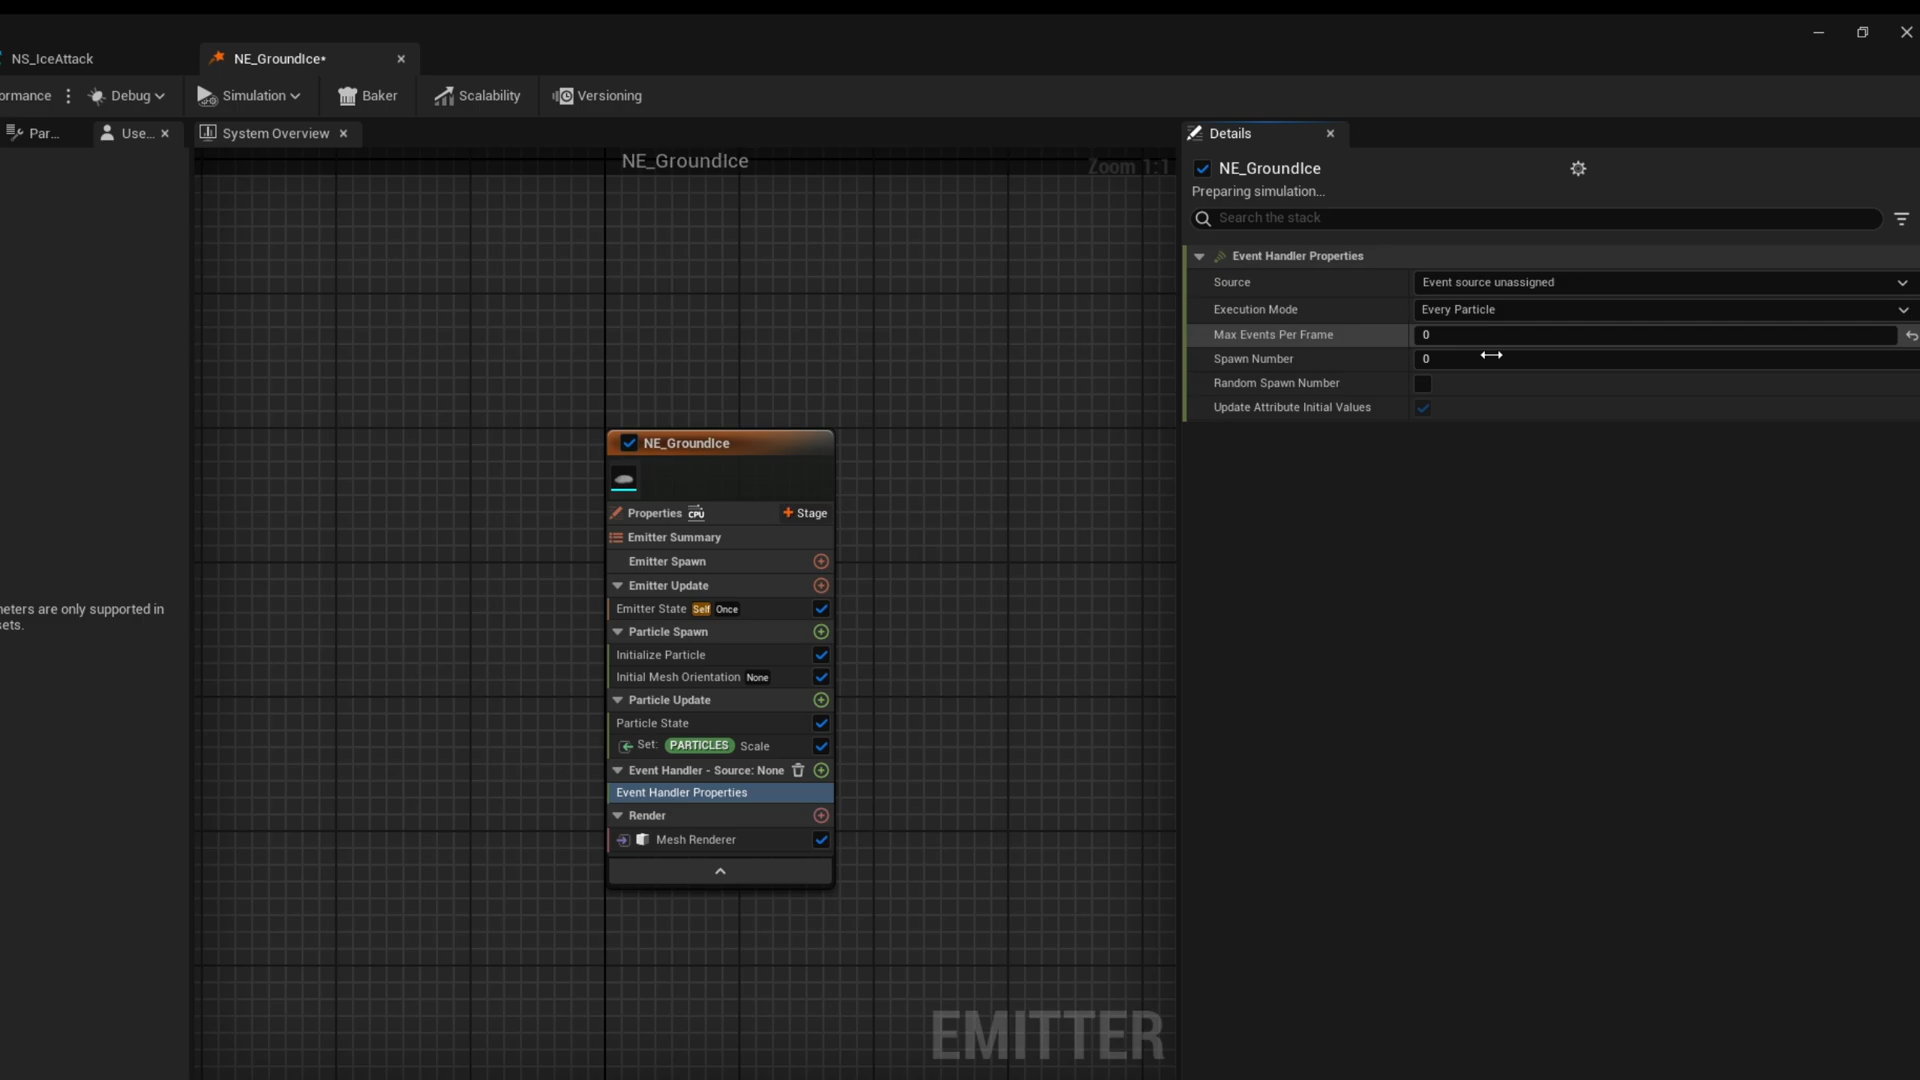 NS_IceAttack
NE_GroundIce•
ormance
Debug
Simulation
Baker
Scalability
Versioning
Par...
Use...
System Overview
NE_GroundIce
Zoom 1:1
neters are only supported in
sets.
NE_GroundIce
Properties CPU
Stage
Emitter Summary
Emitter Spawn
Emitter Update
Emitter State Self Once
Particle Spawn
Initialize Particle
Initial Mesh Orientation None
Particle Update
Particle State
Set: PARTICLES Scale
Event Handler - Source: None
Event Handler Properties
Render
Mesh Renderer
EMITTER
Details
NE_GroundIce
Preparing simulation...
Search the stack
Event Handler Properties
Source Event source unassigned
Execution Mode Every Particle
Max Events Per Frame 0
Spawn Number 0
Random Spawn Number
Update Attribute Initial Values